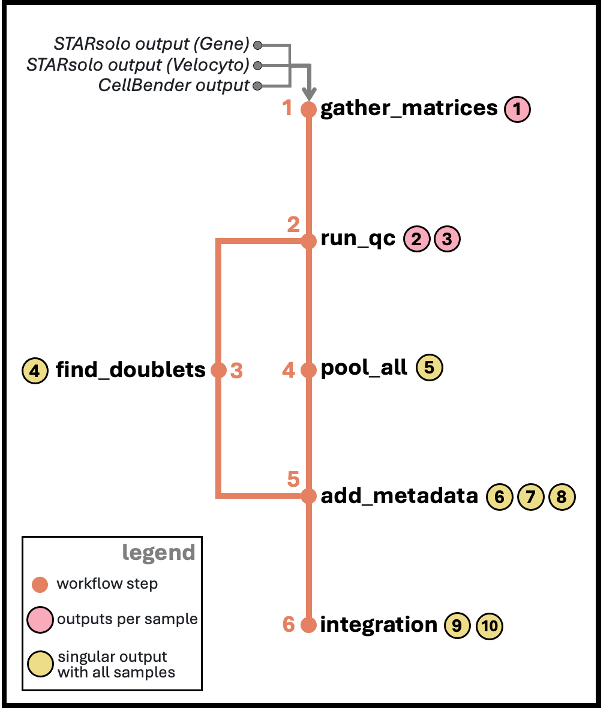 STARsolo output (Gene)
STARsolo output (Velocyto)
CellBender output
1 gather_matrices 1
2 run_qc 2 3
4 find_doublets 3
4 pool_all 5
5 add_metadata 6 7 8
6 integration 9 10
legend
workflow step
outputs per sample
singular output
with all samples